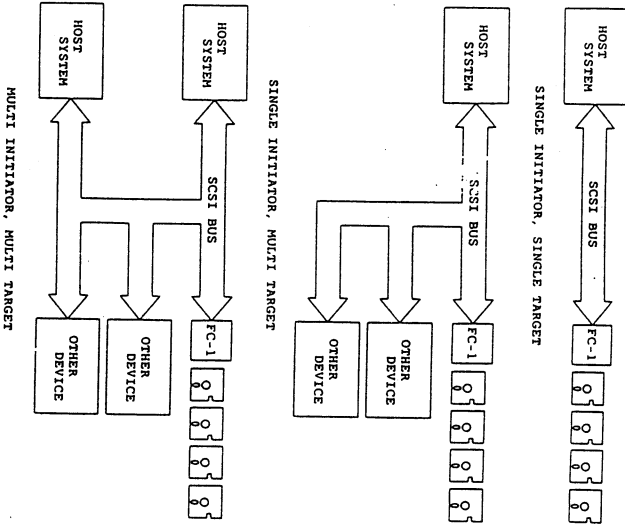 HOST
SYSTEM
SCSI BUS
FC-1
SINGLE INITIATOR, SINGLE TARGET
HOST
SYSTEM
SCSI BUS
FC-1
OTHER
DEVICE
OTHER
DEVICE
SINGLE INITIATOR, MULTI TARGET
HOST
SYSTEM
SCSI BUS
FC-1
OTHER
DEVICE
HOST
SYSTEM
OTHER
DEVICE
MULTI INITIATOR, MULTI TARGET